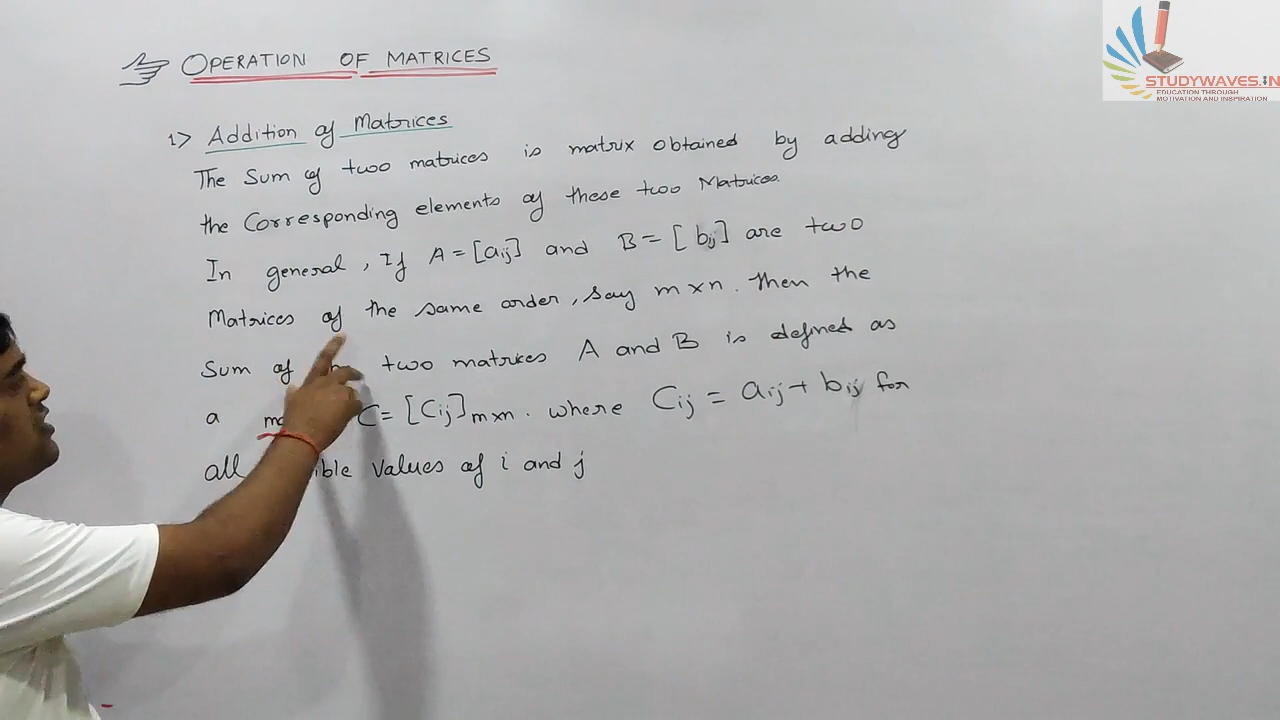 OPERATION OF MATRICES
1> Addition of Matrices
The Sum of two matrices is matrix obtained by adding
the Corresponding elements of these two Matrices.
In general, If A = [aij] and B = [bij] are two
Matrices of the same order, say m×n. Then the
Sum of two matrices A and B is defined as
a C = [Cij]m×n. where Cij = aij + bij for
all values of i and j
STUDYWAVES.IN
EDUCATION THROUGH
MOTIVATION AND INSPIRATION